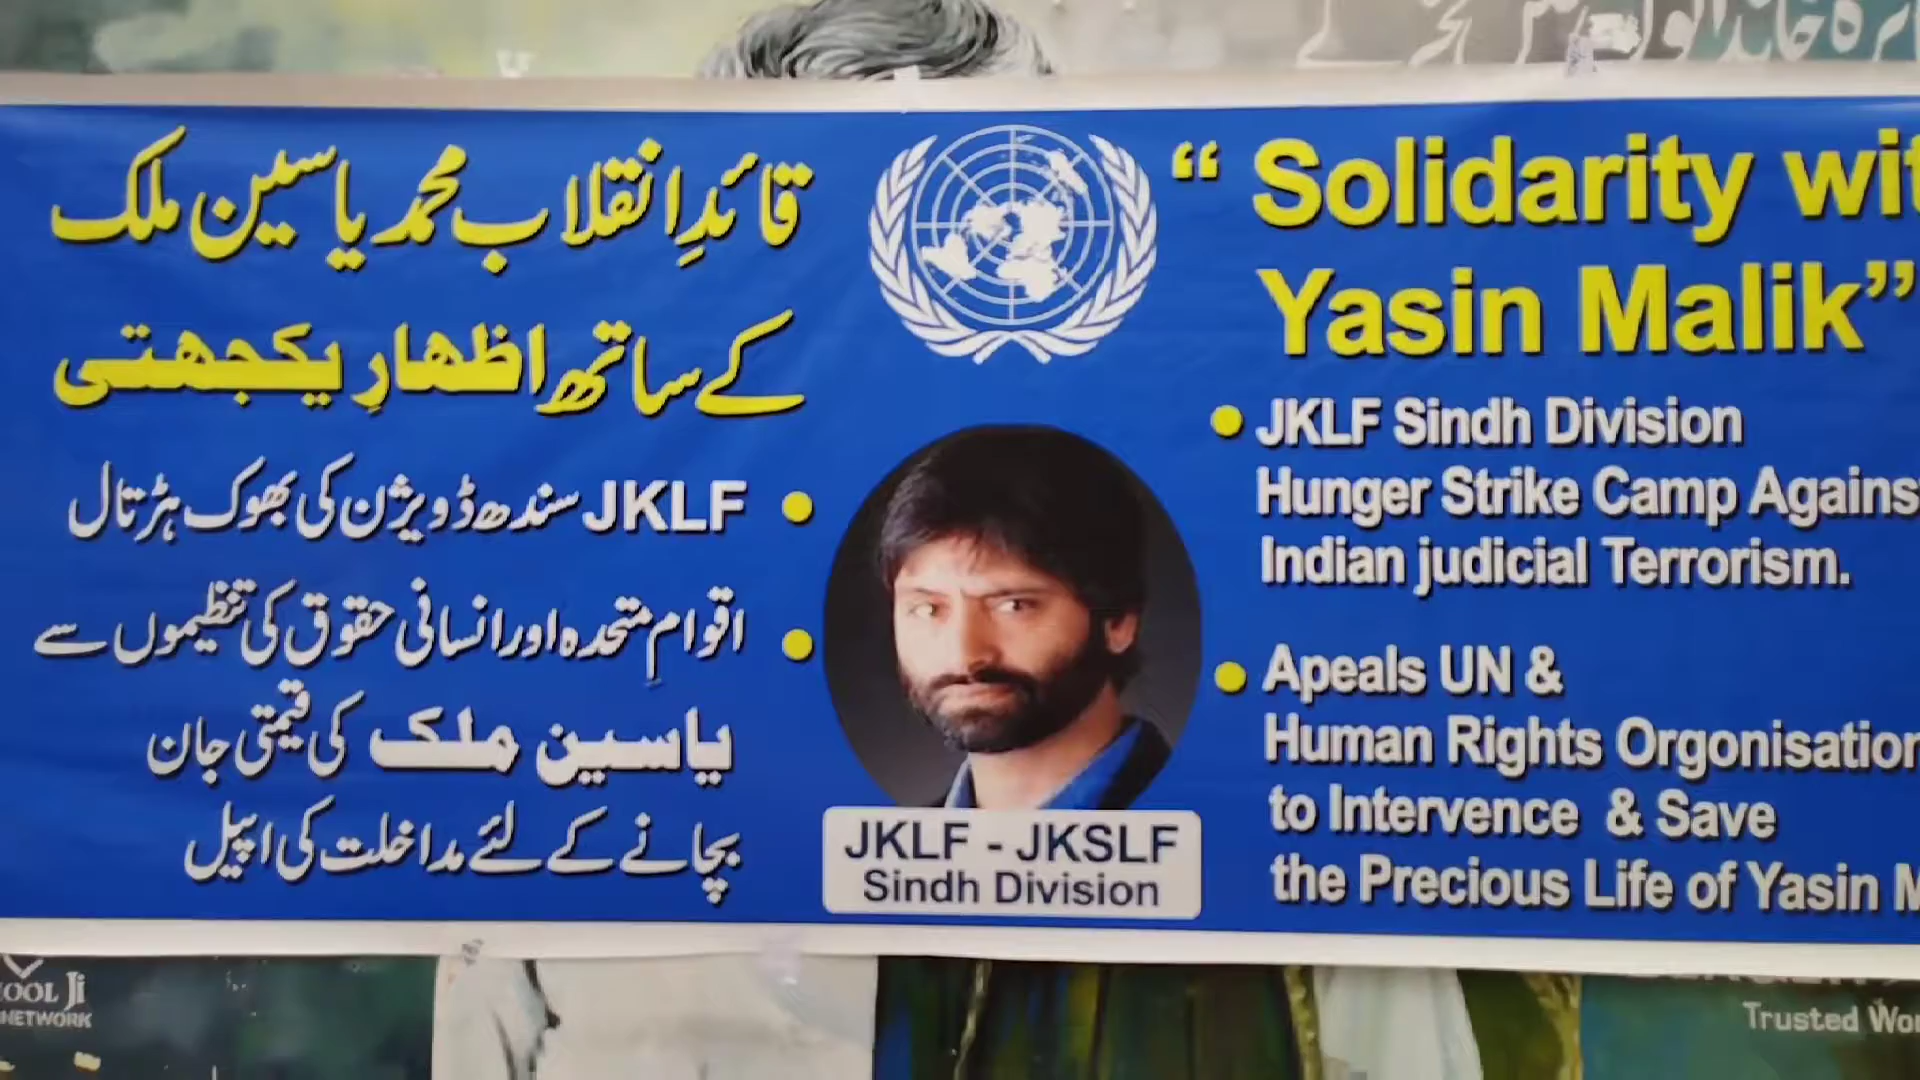 قائدِ انقلاب محمد یاسین ملک
کے ساتھ اظہارِ یکجہتی
JKLF سندھ ڈویژن کی بھوک ہڑتال
اقوامِ متحدہ اور انسانی حقوق کی تنظیموں سے
یاسین ملک کی قیمتی جان
بچانے کے لئے مداخلت کی اپیل
JKLF - JKSLF
Sindh Division
“ Solidarity wit
Yasin Malik”
JKLF Sindh Division
Hunger Strike Camp Agains
Indian judicial Terrorism.
Apeals UN &
Human Rights Orgonisation
to Intervence & Save
the Precious Life of Yasin M
OOL Ji
NETWORK
Trusted Wor